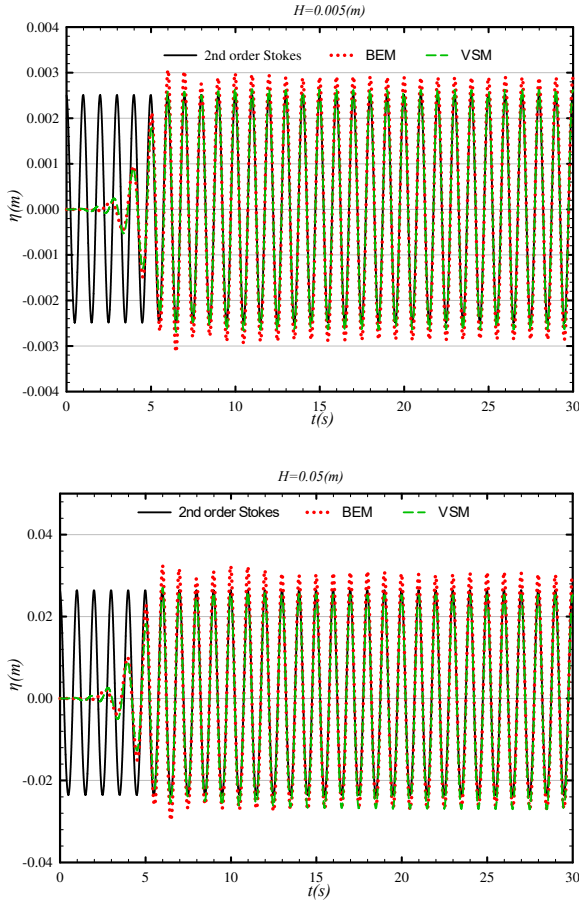 H=0.005(m)
0.004
2nd order Stokes BEM VSM
0.003
0.002
0.001
0.000
η(m)
-0.001
-0.002
-0.003
-0.004
0 5 10 15 20 25 30
t(s)
H=0.05(m)
2nd order Stokes BEM VSM
0.04
0.02
0.00
η(m)
-0.02
-0.04
0 5 10 15 20 25 30
t(s)